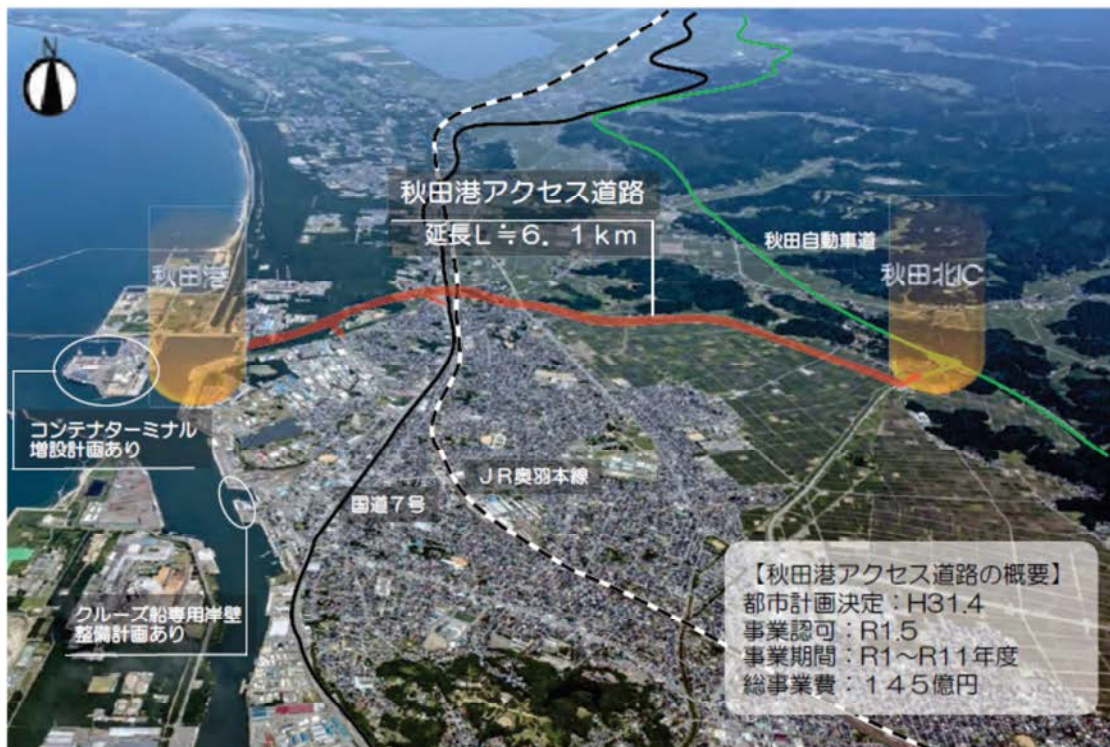 N
秋田港アクセス道路
延長L≒6．1km
秋田自動車道
秋田港
秋田北IC
コンテナターミナル
増設計画あり
JR奥羽本線
国道7号
クルーズ船専用岸壁
整備計画あり
【秋田港アクセス道路の概要】
都市計画決定：H31.4
事業認可：R1.5
事業期間：R1～R11年度
総事業費：145億円